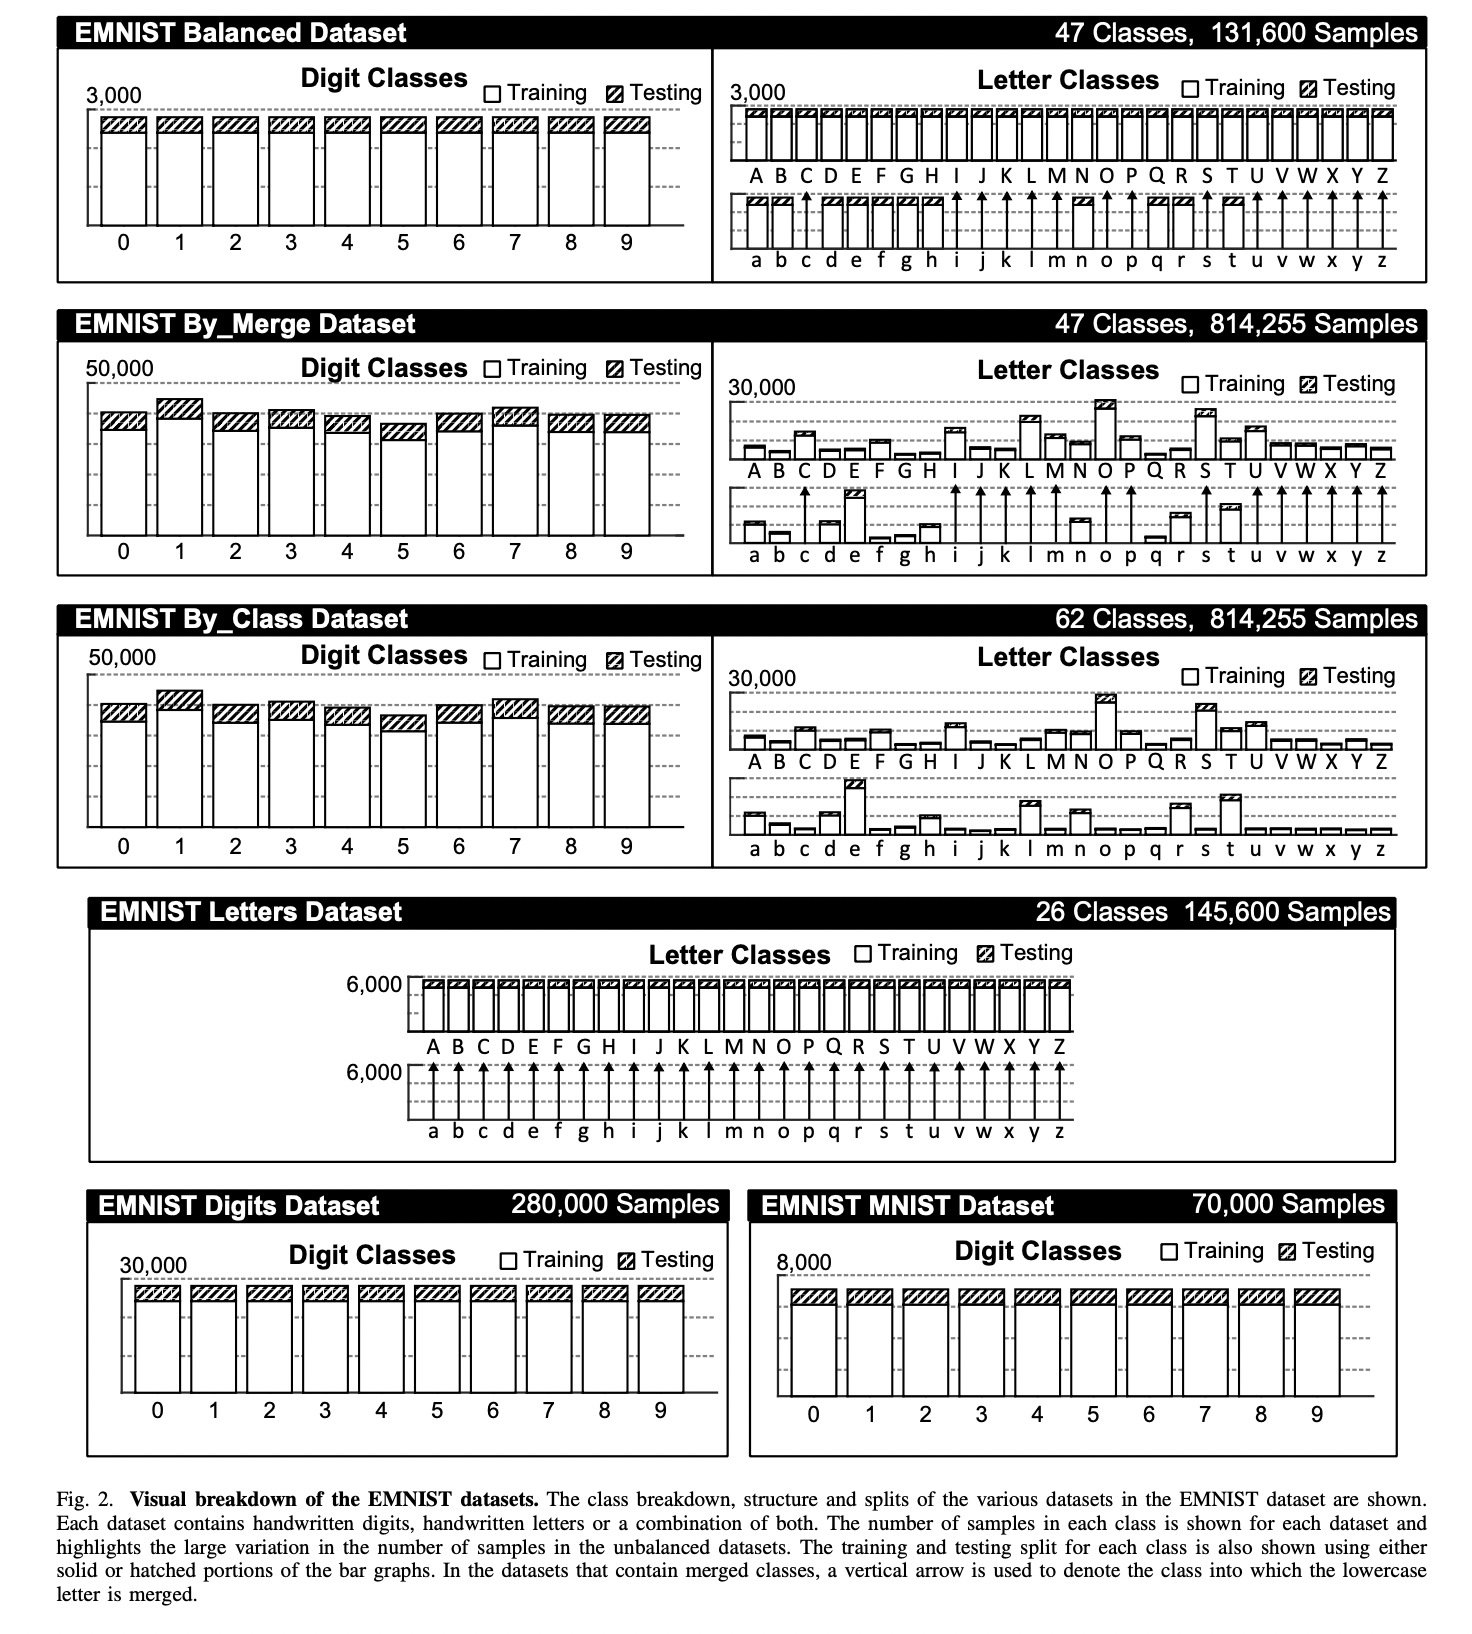 EMNIST Balanced Dataset 47 Classes, 131,600 Samples
Digit Classes Training Testing
3,000
0 1 2 3 4 5 6 7 8 9
Letter Classes Training Testing
3,000
A B C D E F G H I J K L M N O P Q R S T U V W X Y Z
a b c d e f g h i j k l m n o p q r s t u v w x y z
EMNIST By_Merge Dataset 47 Classes, 814,255 Samples
Digit Classes Training Testing
50,000
0 1 2 3 4 5 6 7 8 9
Letter Classes Training Testing
30,000
A B C D E F G H I J K L M N O P Q R S T U V W X Y Z
a b c d e f g h i j k l m n o p q r s t u v w x y z
EMNIST By_Class Dataset 62 Classes, 814,255 Samples
Digit Classes Training Testing
50,000
0 1 2 3 4 5 6 7 8 9
Letter Classes Training Testing
30,000
A B C D E F G H I J K L M N O P Q R S T U V W X Y Z
a b c d e f g h i j k l m n o p q r s t u v w x y z
EMNIST Letters Dataset 26 Classes 145,600 Samples
Letter Classes Training Testing
6,000
A B C D E F G H I J K L M N O P Q R S T U V W X Y Z
6,000
a b c d e f g h i j k l m n o p q r s t u v w x y z
EMNIST Digits Dataset 280,000 Samples
Digit Classes Training Testing
30,000
0 1 2 3 4 5 6 7 8 9
EMNIST MNIST Dataset 70,000 Samples
Digit Classes Training Testing
8,000
0 1 2 3 4 5 6 7 8 9
Fig. 2. Visual breakdown of the EMNIST datasets. The class breakdown, structure and splits of the various datasets in the EMNIST dataset are shown.
Each dataset contains handwritten digits, handwritten letters or a combination of both. The number of samples in each class is shown for each dataset and
highlights the large variation in the number of samples in the unbalanced datasets. The training and testing split for each class is also shown using either
solid or hatched portions of the bar graphs. In the datasets that contain merged classes, a vertical arrow is used to denote the class into which the lowercase
letter is merged.